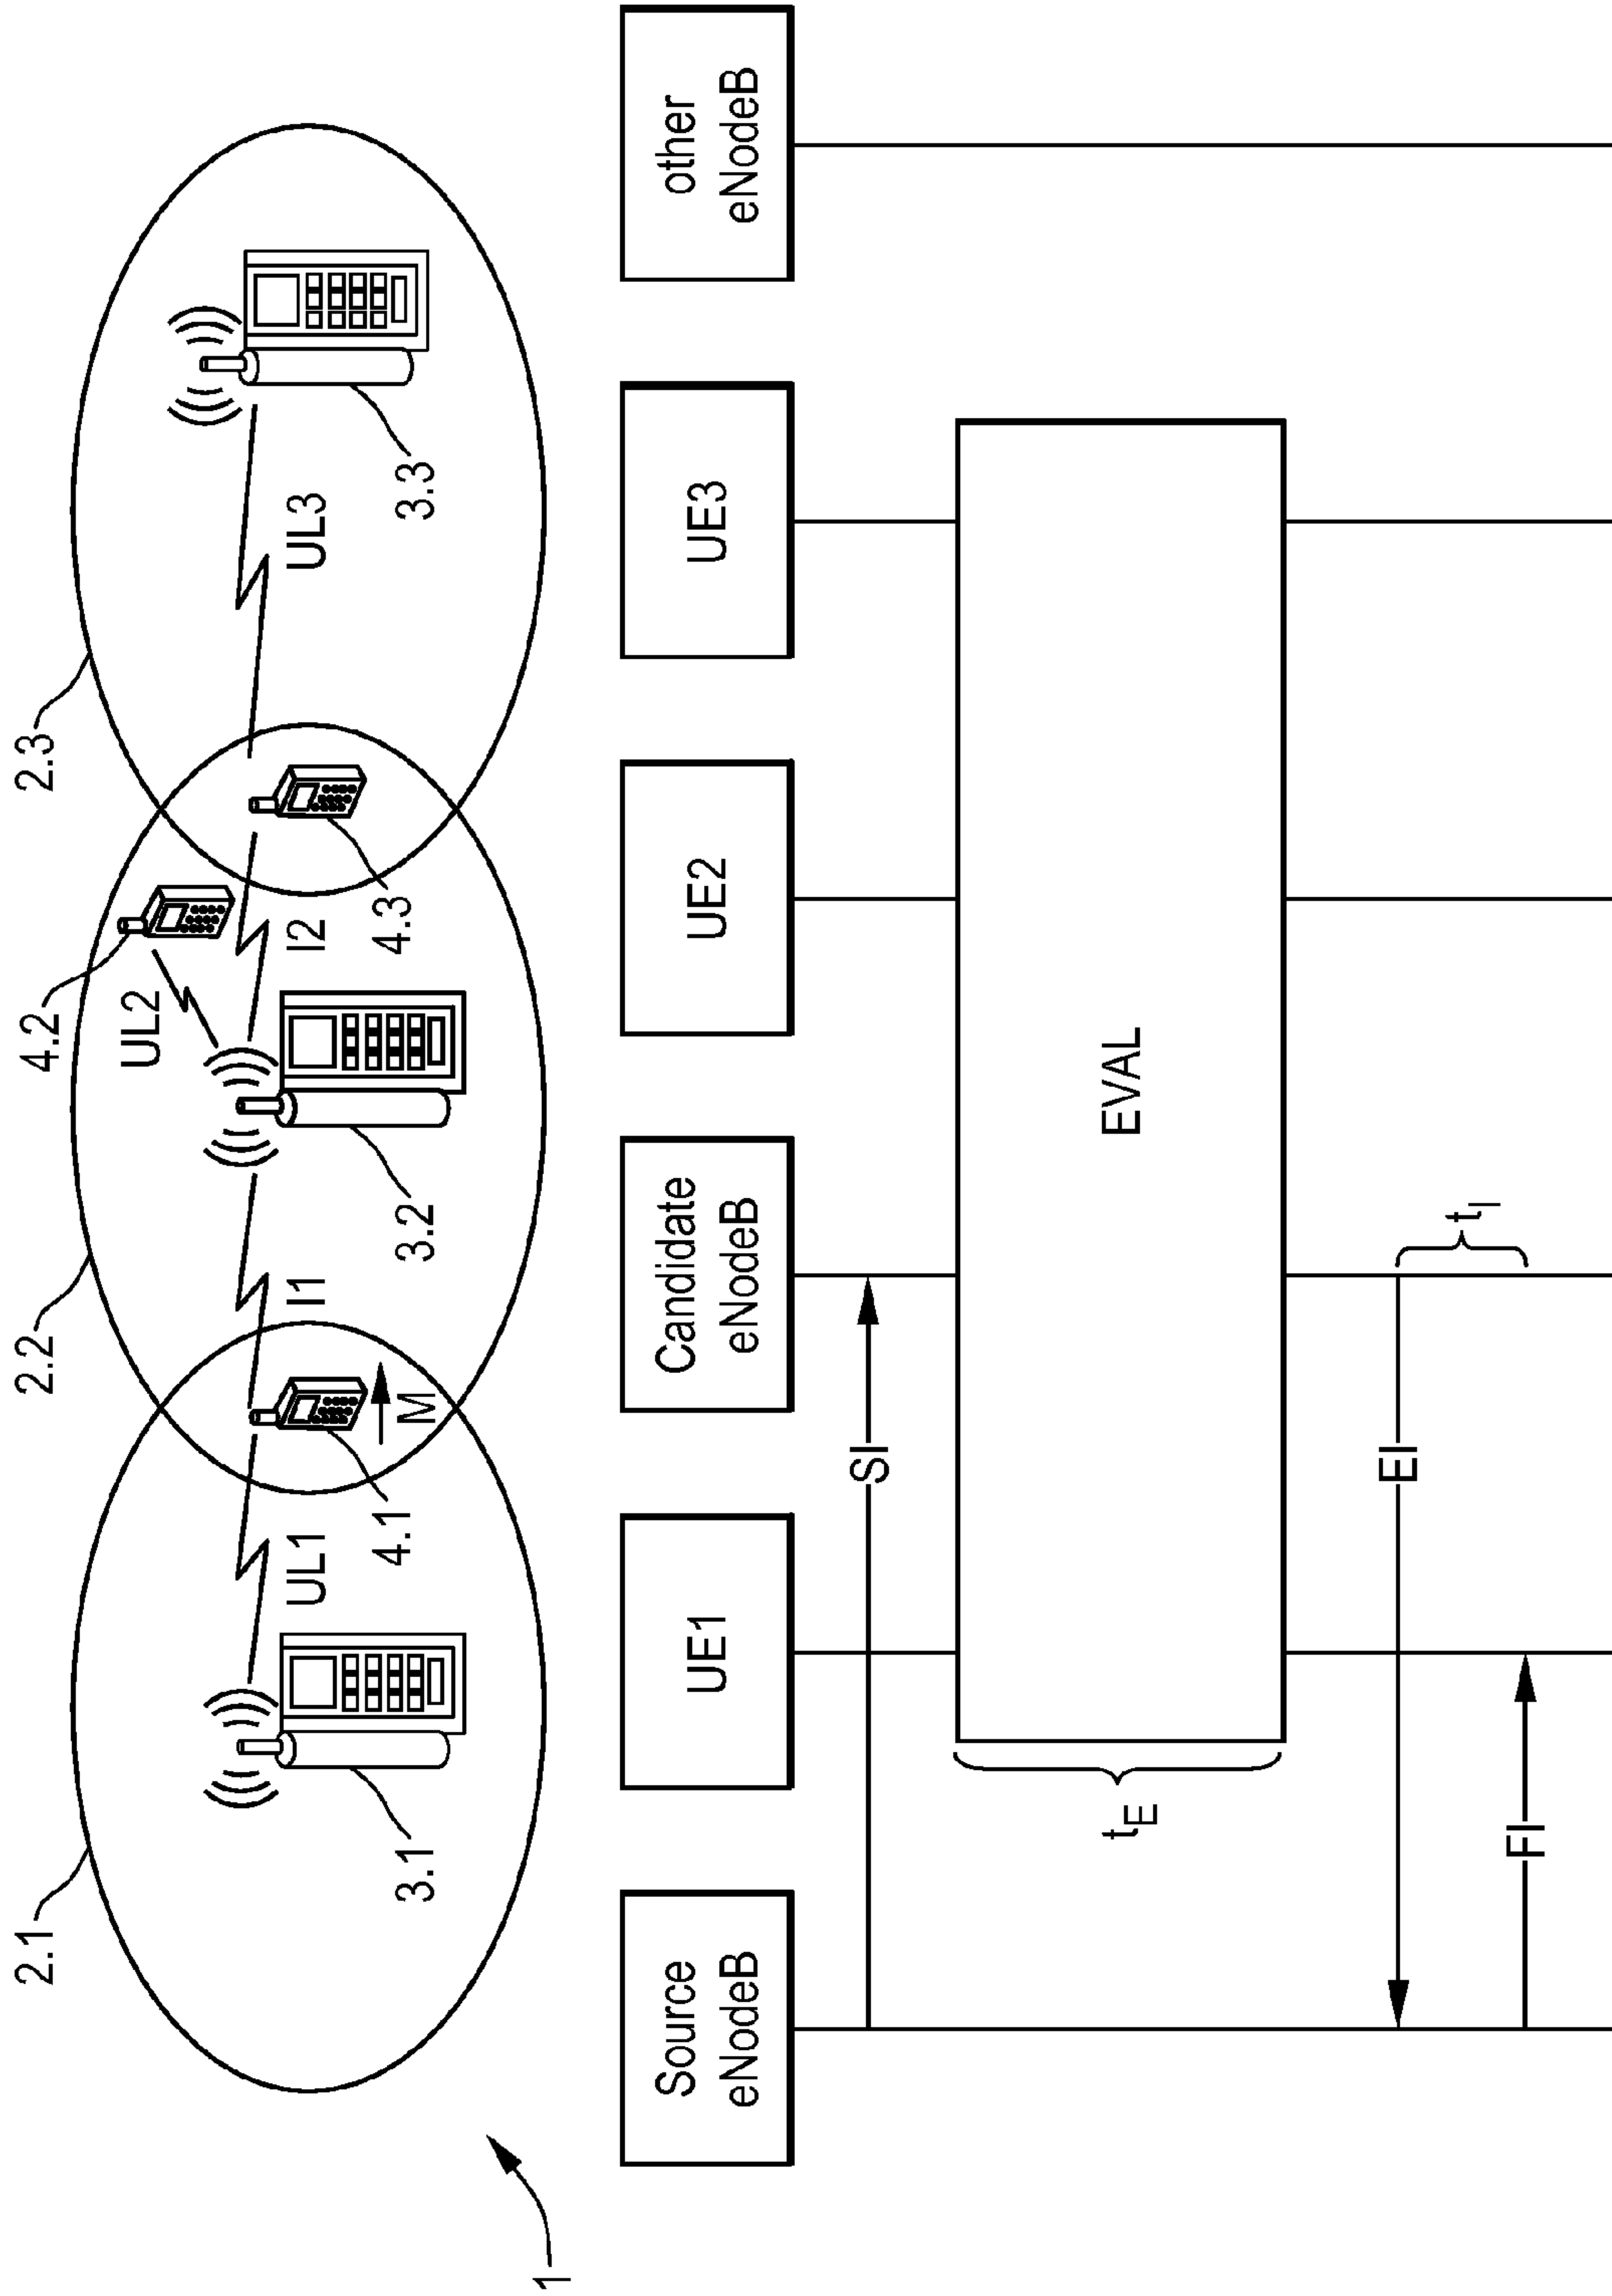 2.1
2.2
2.3
4.2
UL2
UL1
I1
I2
UL3
M
4.1
4.3
3.1
3.2
3.3
1
Source
eNodeB
UE1
Candidate
eNodeB
UE2
UE3
other
eNodeB
SI
tE
EVAL
EI
tI
FI